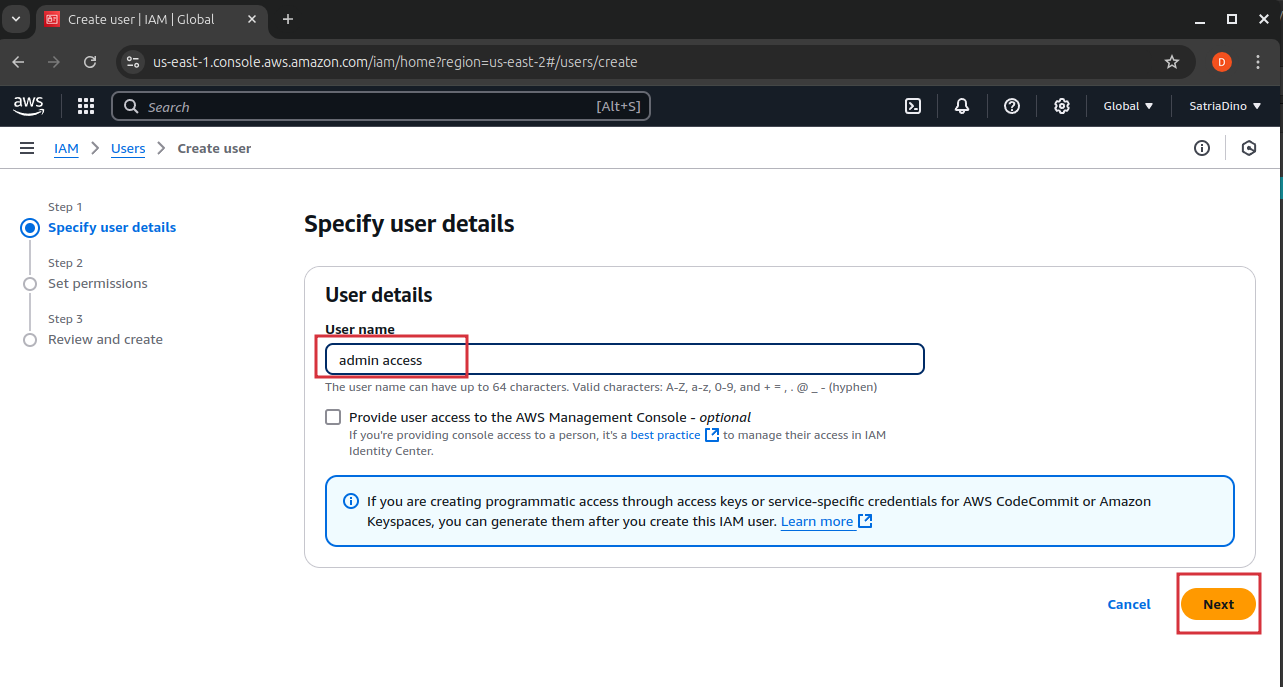 Create user | IAM | Global
us-east-1.console.aws.amazon.com/iam/home?region=us-east-2#/users/create
D
aws
Search
[Alt+S]
Global
SatriaDino
IAM
Users
Create user
Step 1
Specify user details
Step 2
Set permissions
Step 3
Review and create
Specify user details
User details
User name
admin access
The user name can have up to 64 characters. Valid characters: A-Z, a-z, 0-9, and + = , . @ _ - (hyphen)
Provide user access to the AWS Management Console - optional
If you're providing console access to a person, it's a best practice to manage their access in IAM
Identity Center.
If you are creating programmatic access through access keys or service-specific credentials for AWS CodeCommit or Amazon
Keyspaces, you can generate them after you create this IAM user. Learn more
Cancel
Next